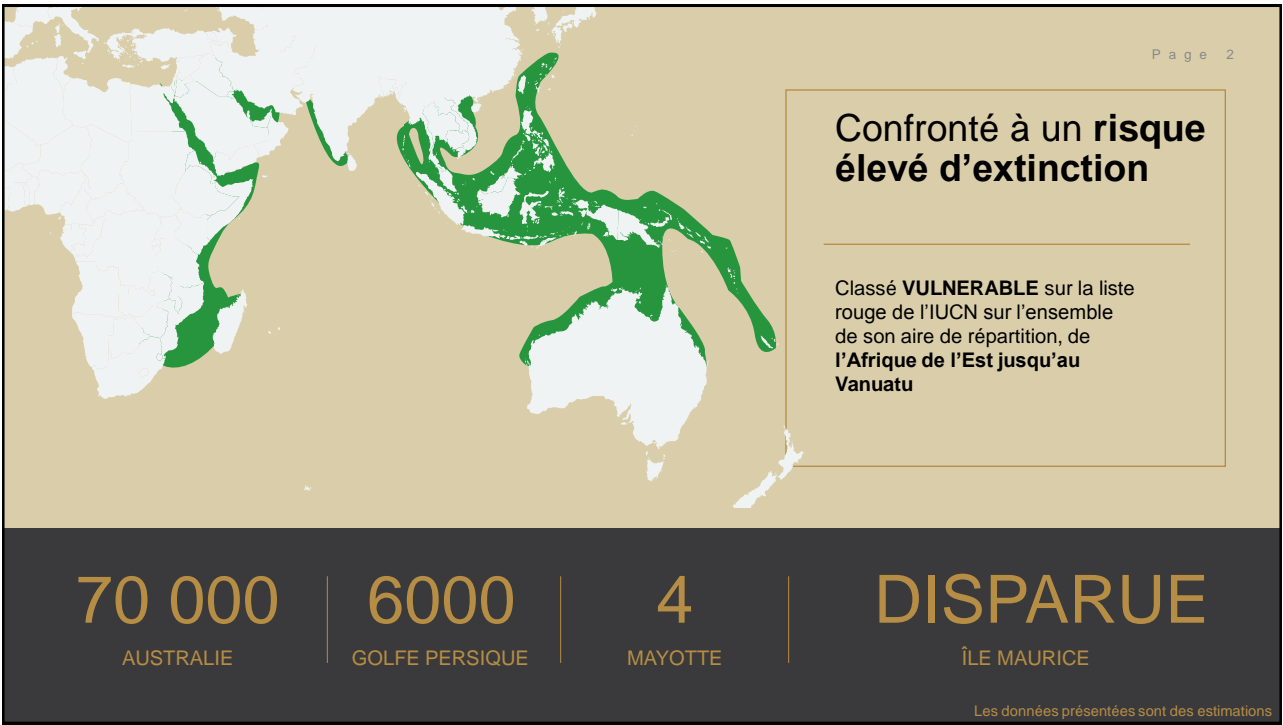 Page 2
Confronté à un risque
élevé d’extinction
Classé VULNERABLE sur la liste
rouge de l’IUCN sur l’ensemble
de son aire de répartition, de
l’Afrique de l’Est jusqu’au
Vanuatu
70 000
AUSTRALIE
6000
GOLFE PERSIQUE
4
MAYOTTE
DISPARUE
ÎLE MAURICE
Les données présentées sont des estimations